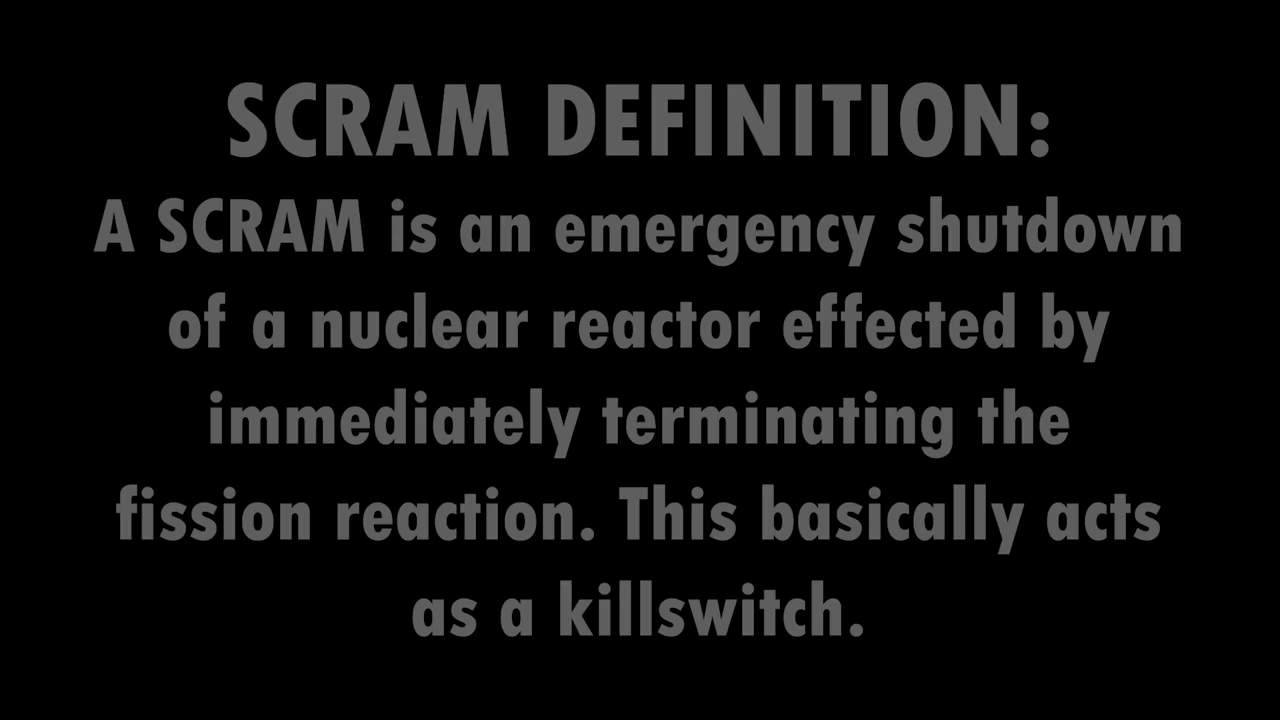 SCRAM DEFINITION:
A SCRAM is an emergency shutdown
of a nuclear reactor effected by
immediately terminating the
fission reaction. This basically acts
as a killswitch.